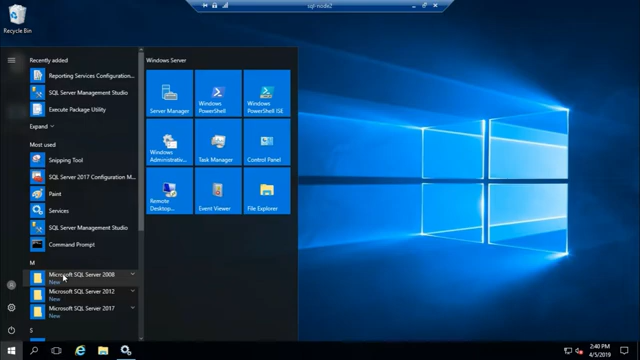 sql-node2
Recycle Bin
Recently added
Reporting Services Configuration...
SQL Server Management Studio
Execute Package Utility
Expand
Most used
Snipping Tool
SQL Server 2017 Configuration M...
Paint
Services
SQL Server Management Studio
Command Prompt
M
Microsoft SQL Server 2008
New
Microsoft SQL Server 2012
New
Microsoft SQL Server 2017
New
S
Windows Server
Server Manager
Windows
PowerShell
Windows
PowerShell ISE
Windows
Administrativ...
Task Manager
Control Panel
Remote
Desktop...
Event Viewer
File Explorer
2:40 PM
4/5/2019